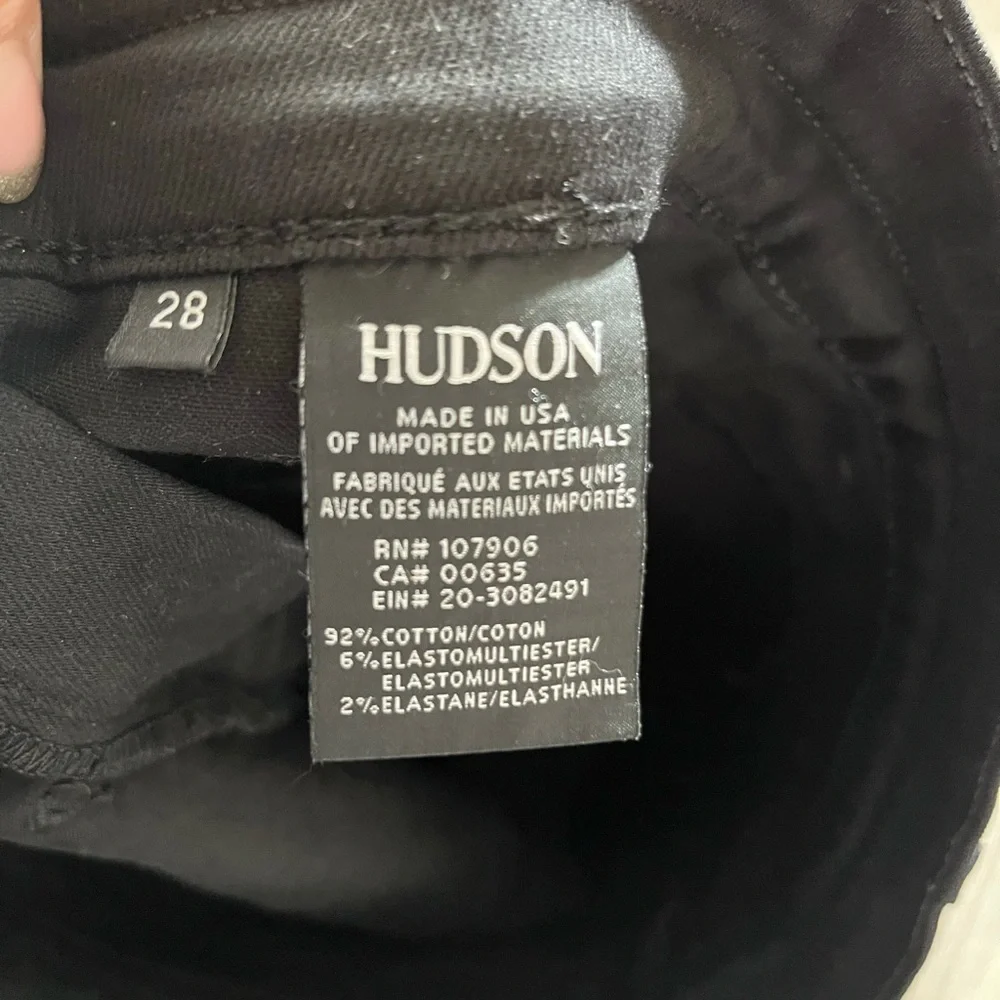 28
HUDSON
MADE IN USA
OF IMPORTED MATERIALS
FABRIQUÉ AUX ETATS UNIS
AVEC DES MATERIAUX IMPORTÉS
RN# 107906
CA# 00635
EIN# 20-3082491
92% COTTON/COTON
6% ELASTOMULTIESTER/
ELASTOMULTIESTER
2% ELASTANE/ELASTHANNE